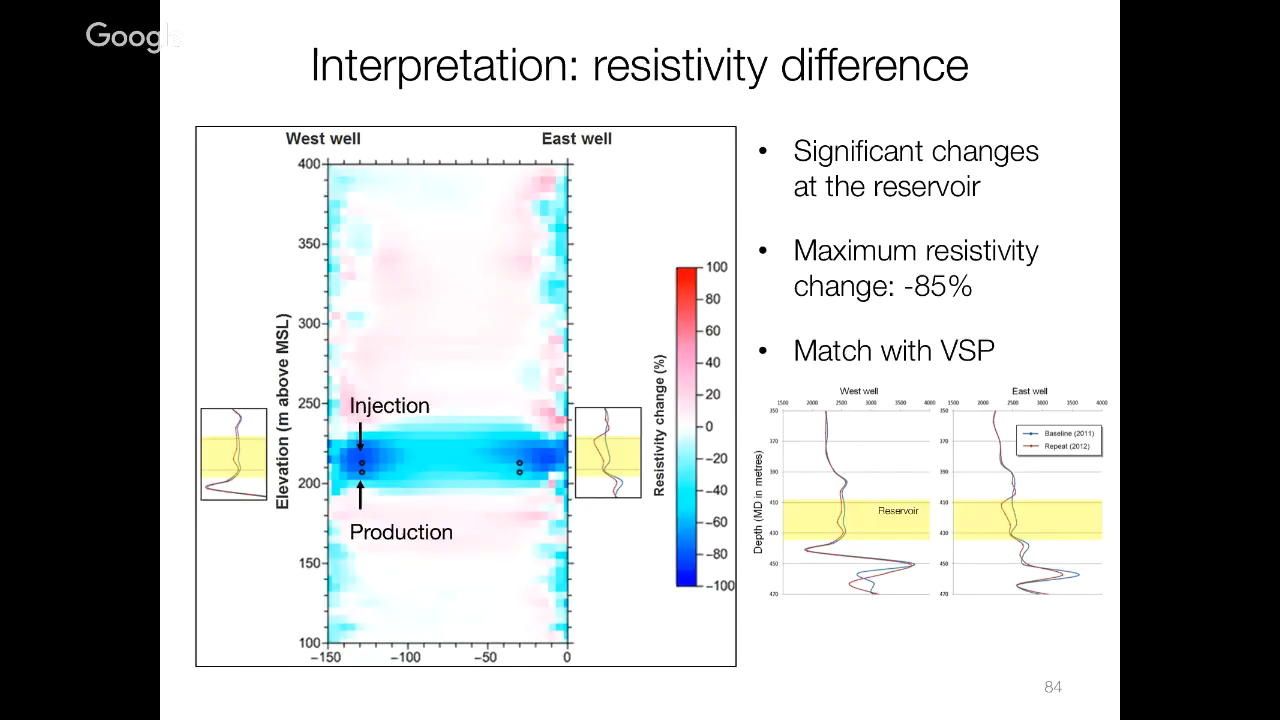 Google
Interpretation: resistivity difference
West well
East well
400
350
300
250
200
150
100
Elevation (m above MSL)
Injection
Production
-150
-100
-50
0
100
80
60
40
20
0
-20
-40
-60
-80
-100
Resistivity change (%)
• Significant changes
at the reservoir
• Maximum resistivity
change: -85%
• Match with VSP
West well
East well
1500 2000 2500 3000 3500 4000
1500 2000 2500 3000 3500 4000
350
370
390
410
430
450
470
350
370
390
410
430
450
470
Depth (MD in metres)
Reservoir
Baseline (2011)
Repeat (2012)
84